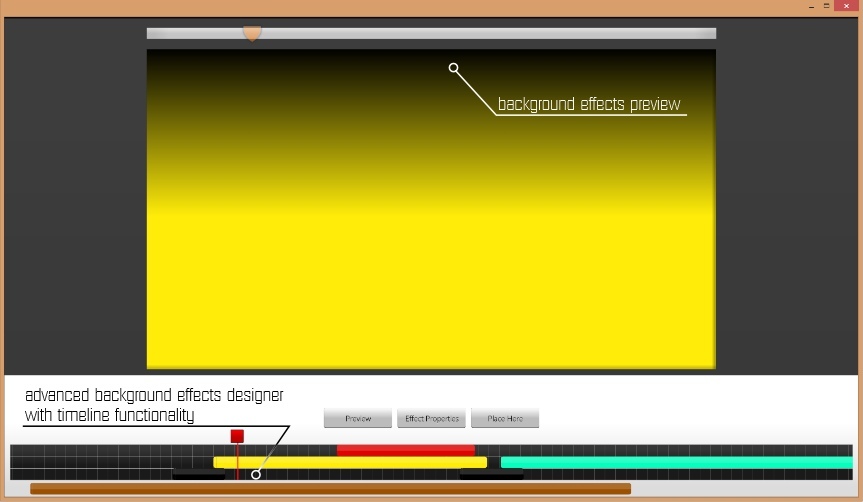 background effects preview
advanced background effects designer
with timeline functionality
Preview
Effect Properties
Place Here